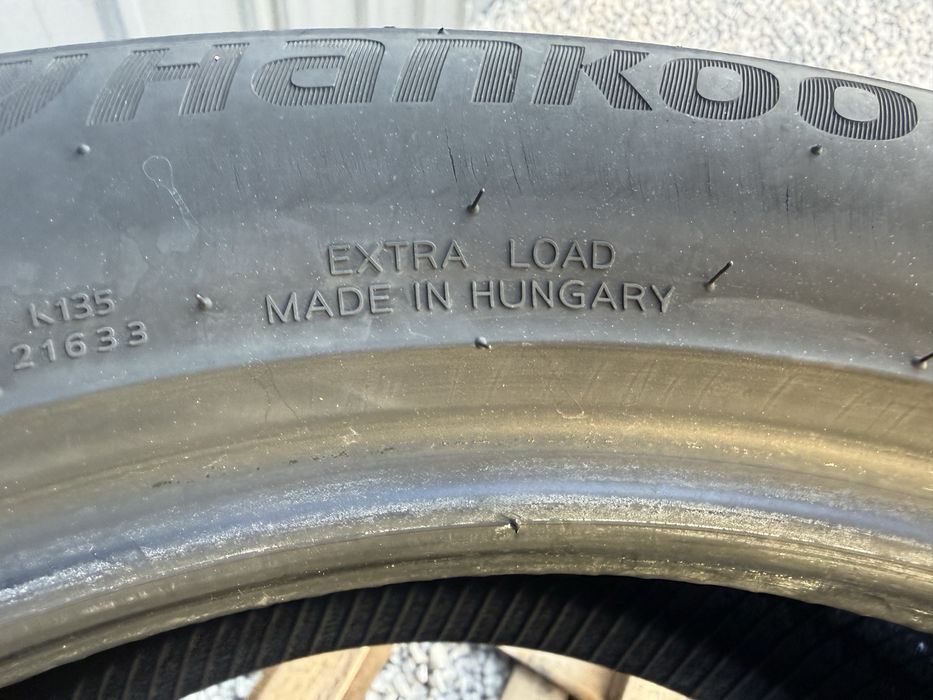 Hankoo
EXTRA LOAD
MADE IN HUNGARY
K135
21633